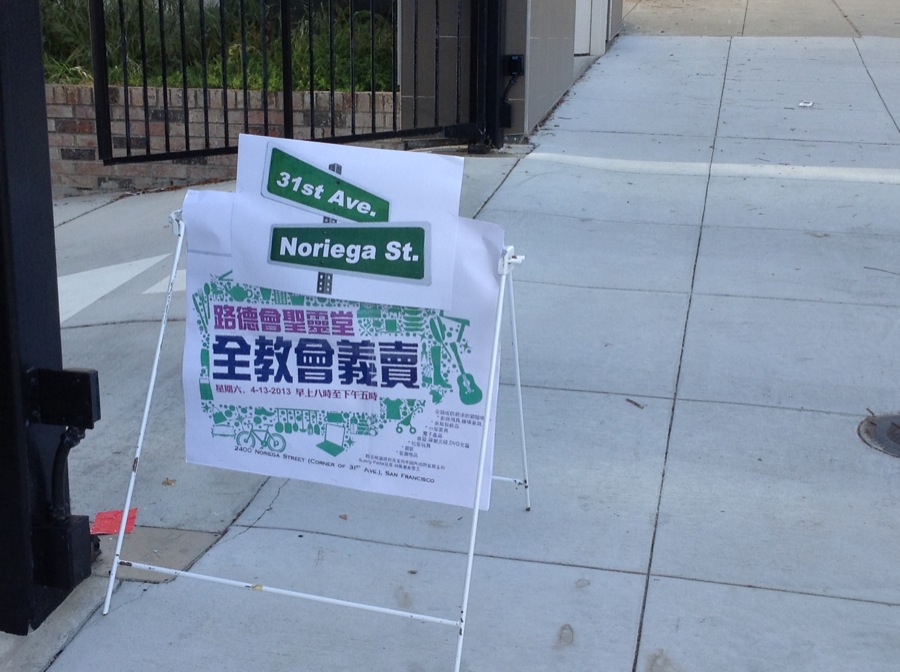 31st Ave.
Noriega St.
路德會聖靈堂
全教會義賣
星期六，4-13-2013 早上八時至下午五時
2400 Noriega Street (Corner of 31st Ave.), San Francisco